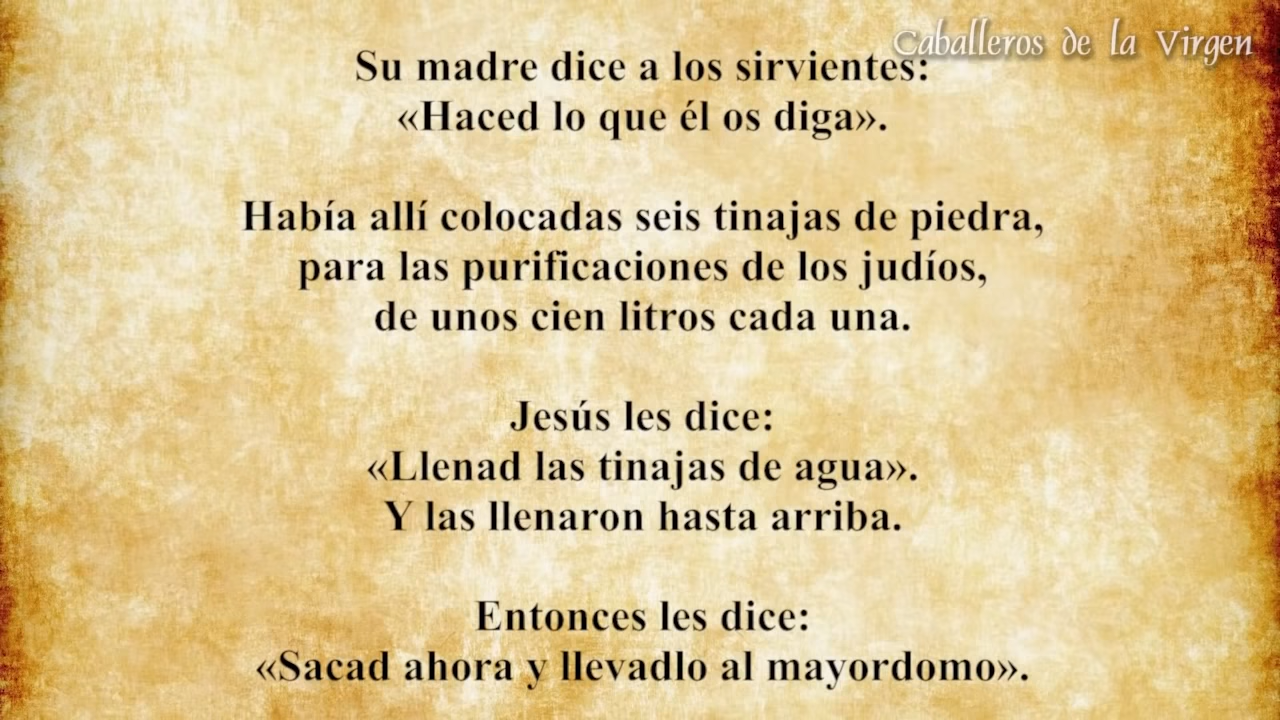 Caballeros de la Virgen
Su madre dice a los sirvientes:
«Haced lo que él os diga».
Había allí colocadas seis tinajas de piedra,
para las purificaciones de los judíos,
de unos cien litros cada una.
Jesús les dice:
«Llenad las tinajas de agua».
Y las llenaron hasta arriba.
Entonces les dice:
«Sacad ahora y llevadlo al mayordomo».